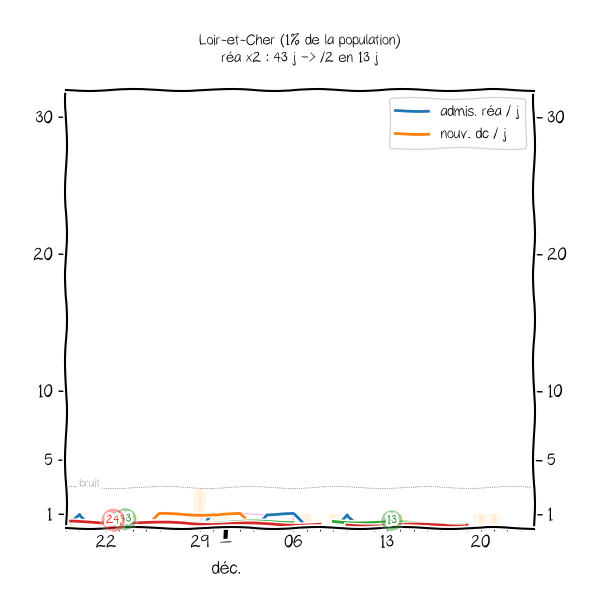 Loir-et-Cher (1% de la population)
réa x2 : 43 j -> /2 en 13 j
admis. réa / j
nouv. dc / j
30
30
20
20
10
10
5
5
bruit
1
1
24
13
22
29
06
13
20
déc.